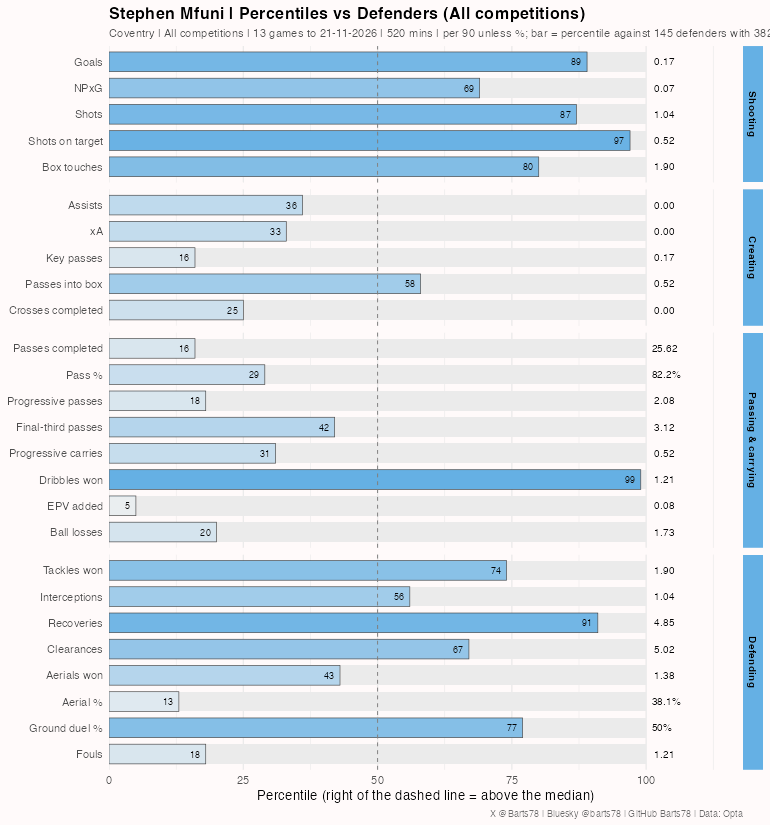 Stephen Mfuni | Percentiles vs Defenders (All competitions)
Coventry | All competitions | 13 games to 21-11-2026 | 520 mins | per 90 unless %; bar = percentile against 145 defenders with 382
Goals 89 0.17
NPxG 69 0.07
Shots 87 1.04
Shots on target 97 0.52
Box touches 80 1.90
Shooting
Assists 36 0.00
xA 33 0.00
Key passes 16 0.17
Passes into box 58 0.52
Crosses completed 25 0.00
Creating
Passes completed 16 25.62
Pass % 29 82.2%
Progressive passes 18 2.08
Final-third passes 42 3.12
Progressive carries 31 0.52
Dribbles won 99 1.21
EPV added 5 0.08
Ball losses 20 1.73
Passing & carrying
Tackles won 74 1.90
Interceptions 56 1.04
Recoveries 91 4.85
Clearances 67 5.02
Aerials won 43 1.38
Aerial % 13 38.1%
Ground duel % 77 50%
Fouls 18 1.21
Defending
0 25 50 75 100
Percentile (right of the dashed line = above the median)
X @Barts78 | Bluesky @barts78 | GitHub Barts78 | Data: Opta